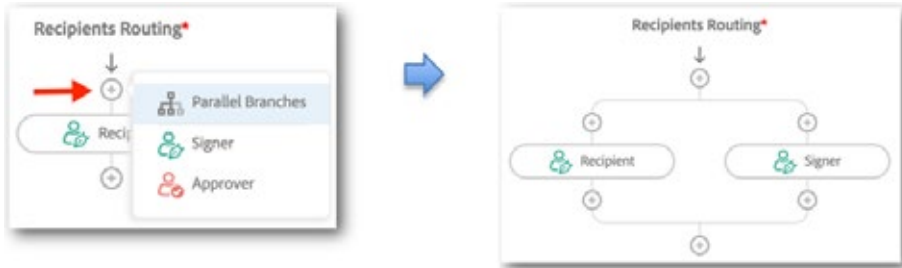 Recipients Routing*
Parallel Branches
Recip
Signer
Approver
Recipients Routing*
Recipient
Signer